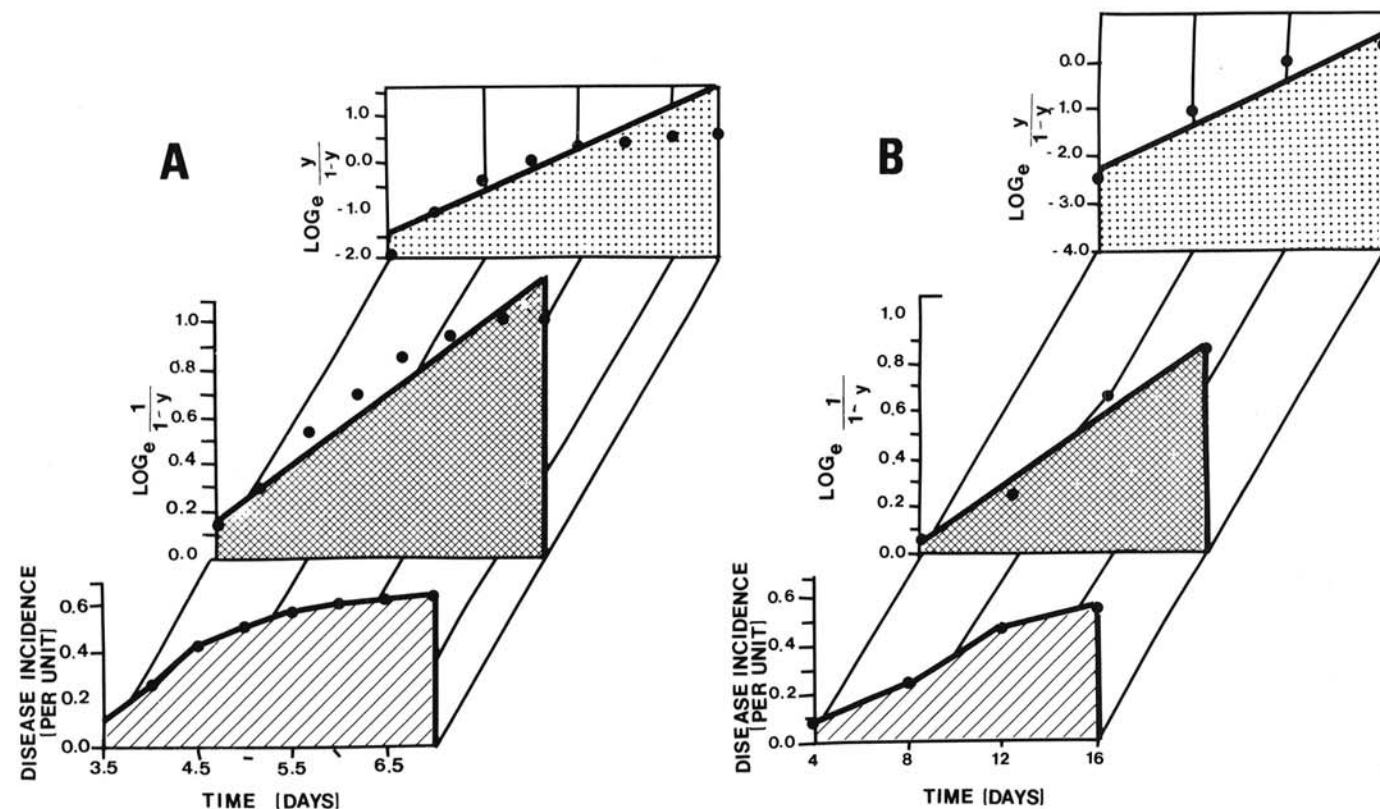 A
LOGe y/1-y
1.0
0.0
- 1.0
- 2.0
LOGe 1/1-y
1.0
0.8
0.6
0.4
0.2
0.0
DISEASE INCIDENCE
[PER UNIT]
0.6
0.4
0.2
0.0
3.5 4.5 5.5 6.5
TIME [DAYS]
B
LOGe y/1-y
0.0
-1.0
-2.0
-3.0
-4.0
LOGe 1/1-y
1.0
0.8
0.6
0.4
0.2
0.0
DISEASE INCIDENCE
[PER UNIT]
0.6
0.4
0.2
0.0
4 8 12 16
TIME [DAYS]